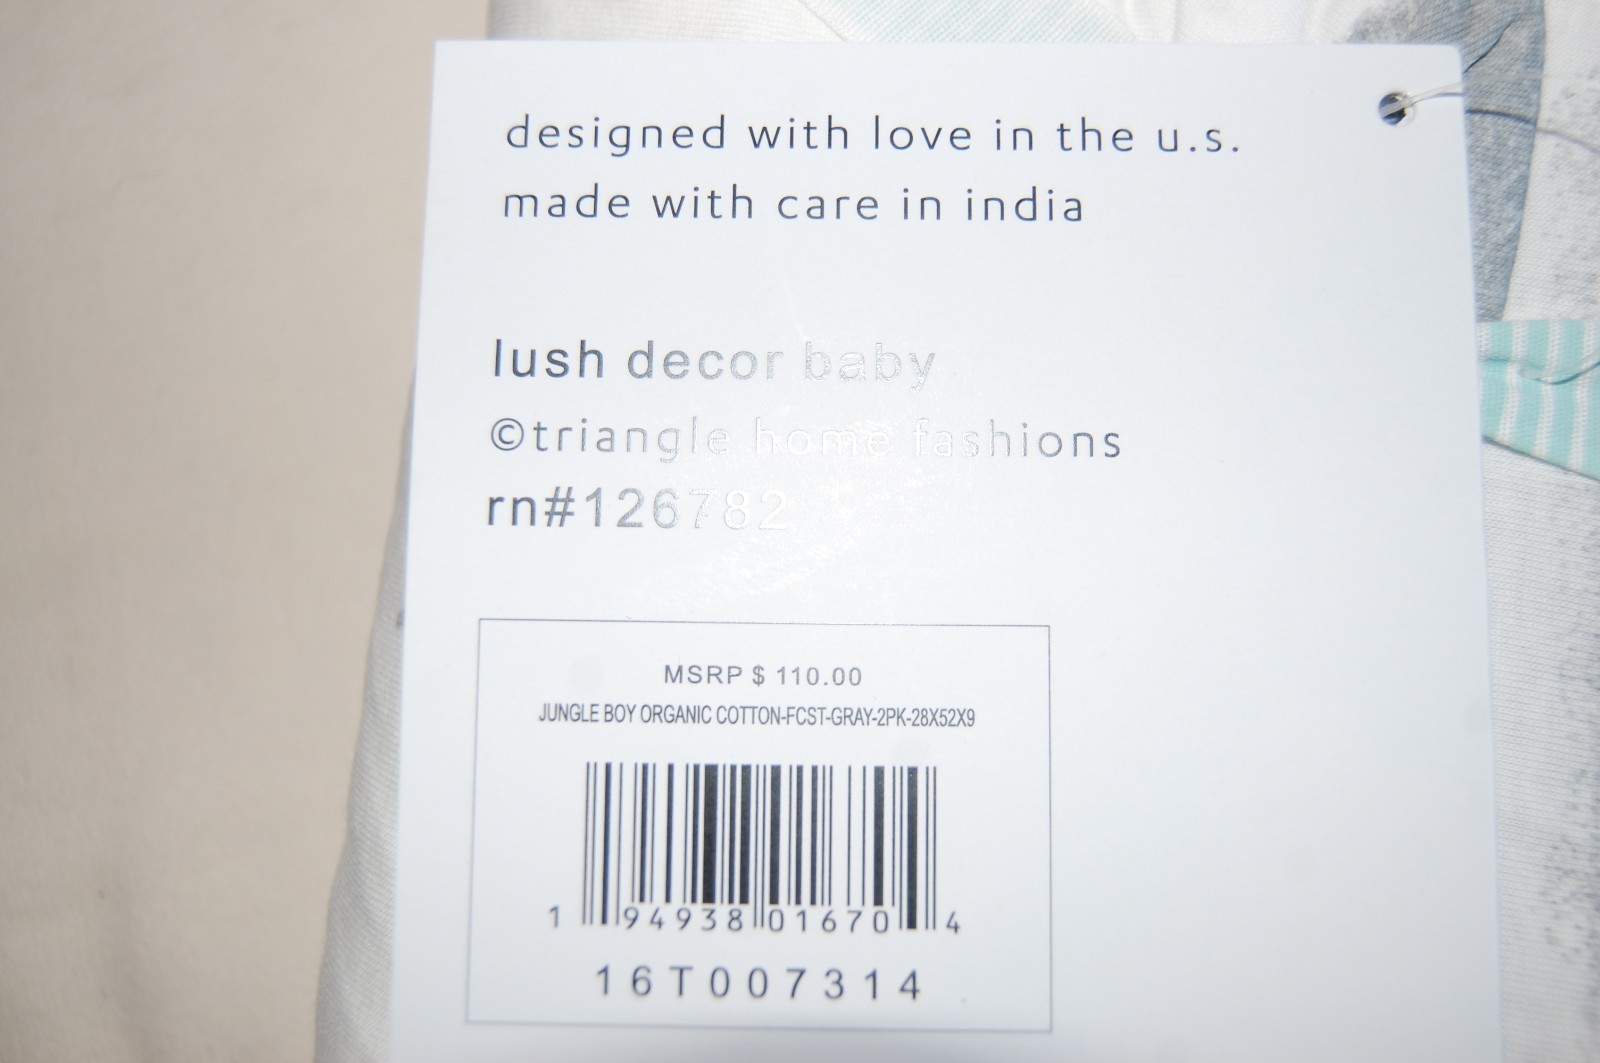 designed with love in the u.s.
made with care in india
lush decor baby
©triangle home fashions
rn#126782
MSRP $ 110.00
JUNGLE BOY ORGANIC COTTON-FCST-GRAY-2PK-28X52X9
1 94938 01670 4
16T007314